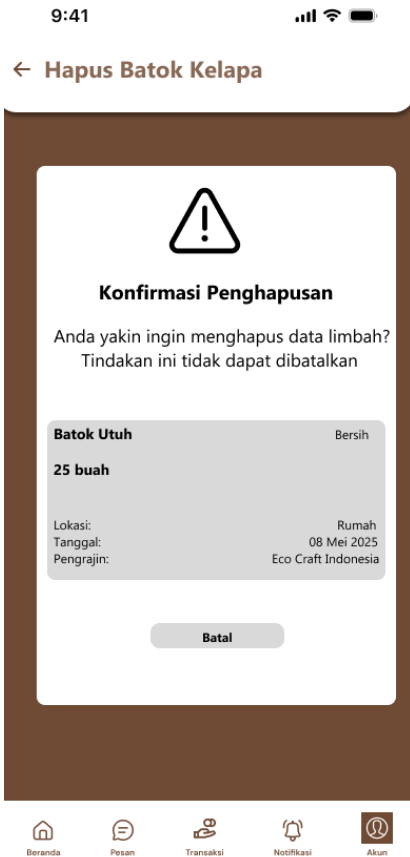 9:41
← Hapus Batok Kelapa
Konfirmasi Penghapusan
Anda yakin ingin menghapus data limbah?
Tindakan ini tidak dapat dibatalkan
Batok Utuh Bersih
25 buah
Lokasi: Rumah
Tanggal: 08 Mei 2025
Pengrajin: Eco Craft Indonesia
Batal
Beranda Pesan Transaksi Notifikasi Akun